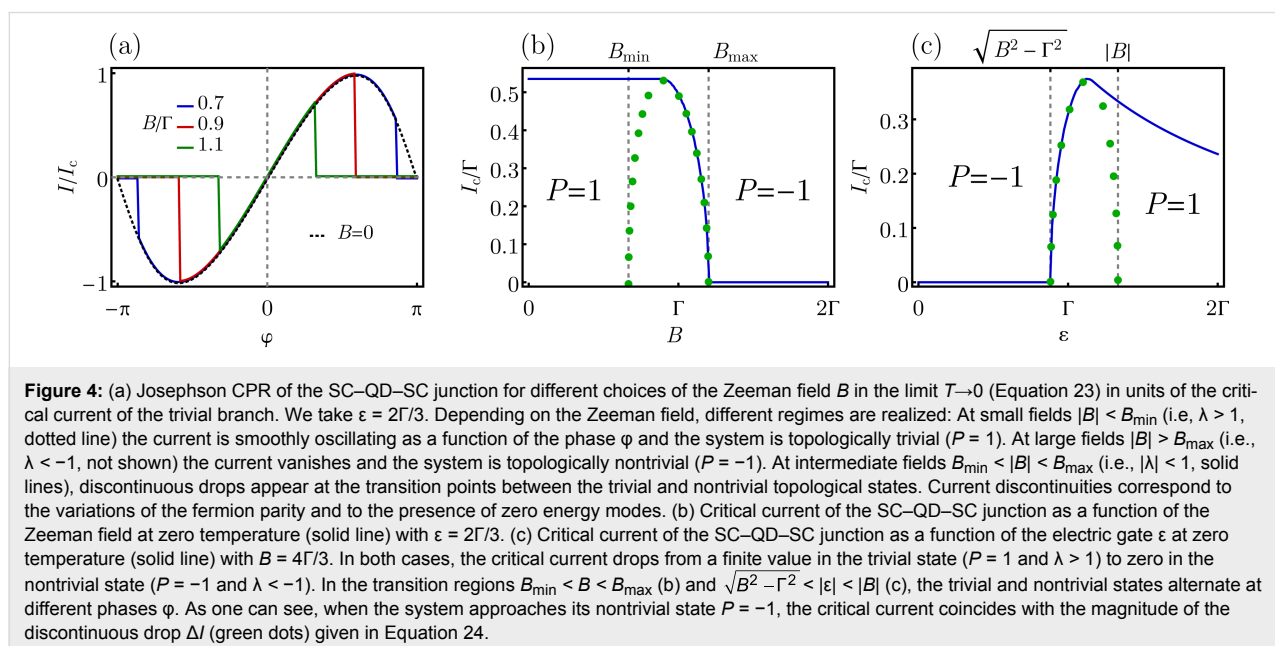 (a)
1
0
−1
B/Γ
0.7
0.9
1.1
B=0
I/Ic
−π
0
π
φ
(b)
Bmin
Bmax
0.5
0.4
0.3
0.2
0.1
0
Ic/Γ
P=1
P=−1
0
Γ
2Γ
B
(c)
√B² − Γ²
|B|
0.3
0.2
0.1
0
Ic/Γ
P=−1
P=1
0
Γ
2Γ
ε
Figure 4: (a) Josephson CPR of the SC–QD–SC junction for different choices of the Zeeman field B in the limit T→0 (Equation 23) in units of the criti-
cal current of the trivial branch. We take ε = 2Γ/3. Depending on the Zeeman field, different regimes are realized: At small fields |B| < Bmin (i.e, λ > 1,
dotted line) the current is smoothly oscillating as a function of the phase φ and the system is topologically trivial (P = 1). At large fields |B| > Bmax (i.e.,
λ < −1, not shown) the current vanishes and the system is topologically nontrivial (P = −1). At intermediate fields Bmin < |B| < Bmax (i.e., |λ| < 1, solid
lines), discontinuous drops appear at the transition points between the trivial and nontrivial topological states. Current discontinuities correspond to
the variations of the fermion parity and to the presence of zero energy modes. (b) Critical current of the SC–QD–SC junction as a function of the
Zeeman field at zero temperature (solid line) with ε = 2Γ/3. (c) Critical current of the SC–QD–SC junction as a function of the electric gate ε at zero
temperature (solid line) with B = 4Γ/3. In both cases, the critical current drops from a finite value in the trivial state (P = 1 and λ > 1) to zero in the
nontrivial state (P = −1 and λ < −1). In the transition regions Bmin < B < Bmax (b) and √B² − Γ² < |ε| < |B| (c), the trivial and nontrivial states alternate at
different phases φ. As one can see, when the system approaches its nontrivial state P = −1, the critical current coincides with the magnitude of the
discontinuous drop ΔI (green dots) given in Equation 24.